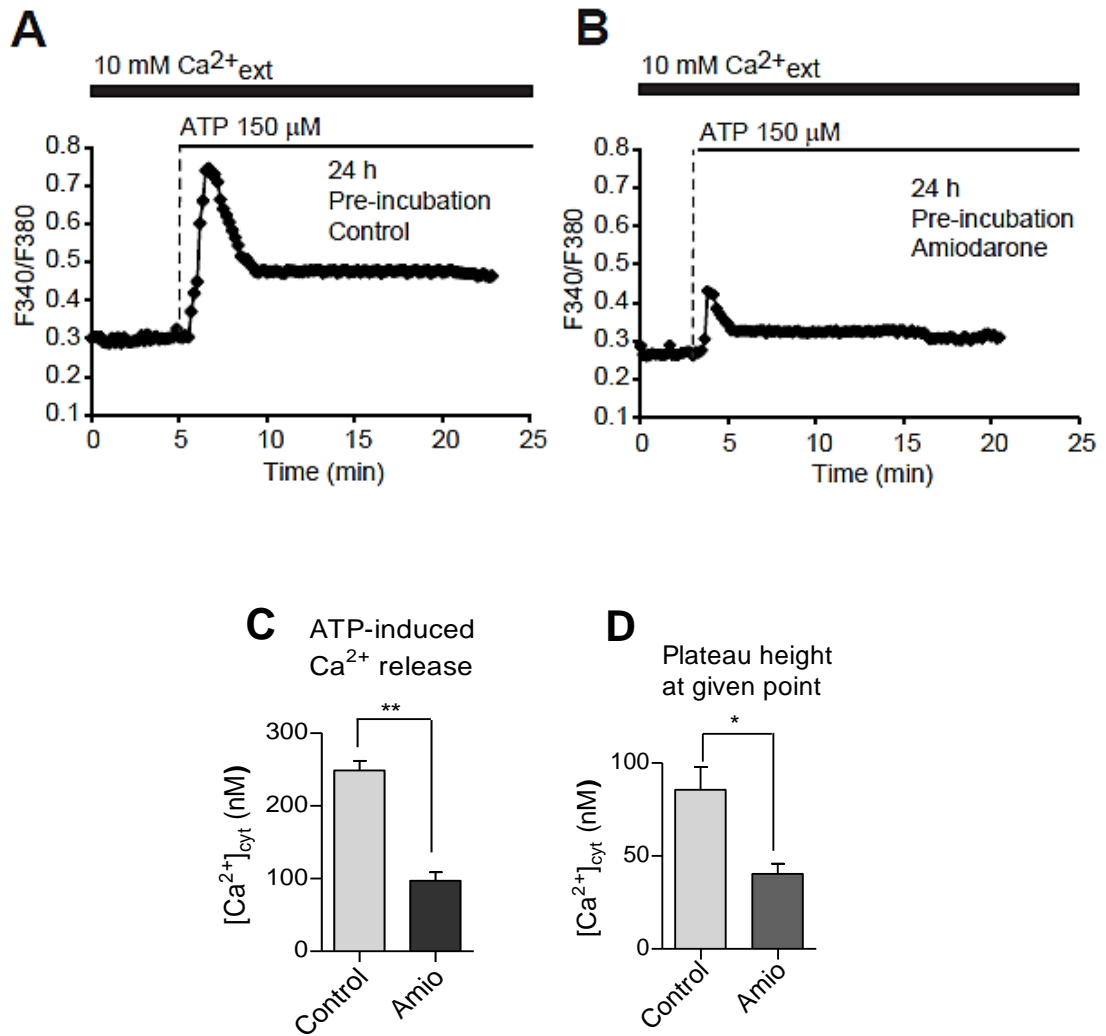 A
10 mM Ca2+ext
ATP 150 µM
24 h
Pre-incubation
Control
F340/F380
0.8
0.7
0.6
0.5
0.4
0.3
0.2
0.1
0 5 10 15 20 25
Time (min)
B
10 mM Ca2+ext
ATP 150 µM
24 h
Pre-incubation
Amiodarone
F340/F380
0.8
0.7
0.6
0.5
0.4
0.3
0.2
0.1
0 5 10 15 20 25
Time (min)
C
ATP-induced
Ca2+ release
**
[Ca2+]cyt (nM)
300
200
100
0
Control Amio
D
Plateau height
at given point
*
[Ca2+]cyt (nM)
100
50
0
Control Amio